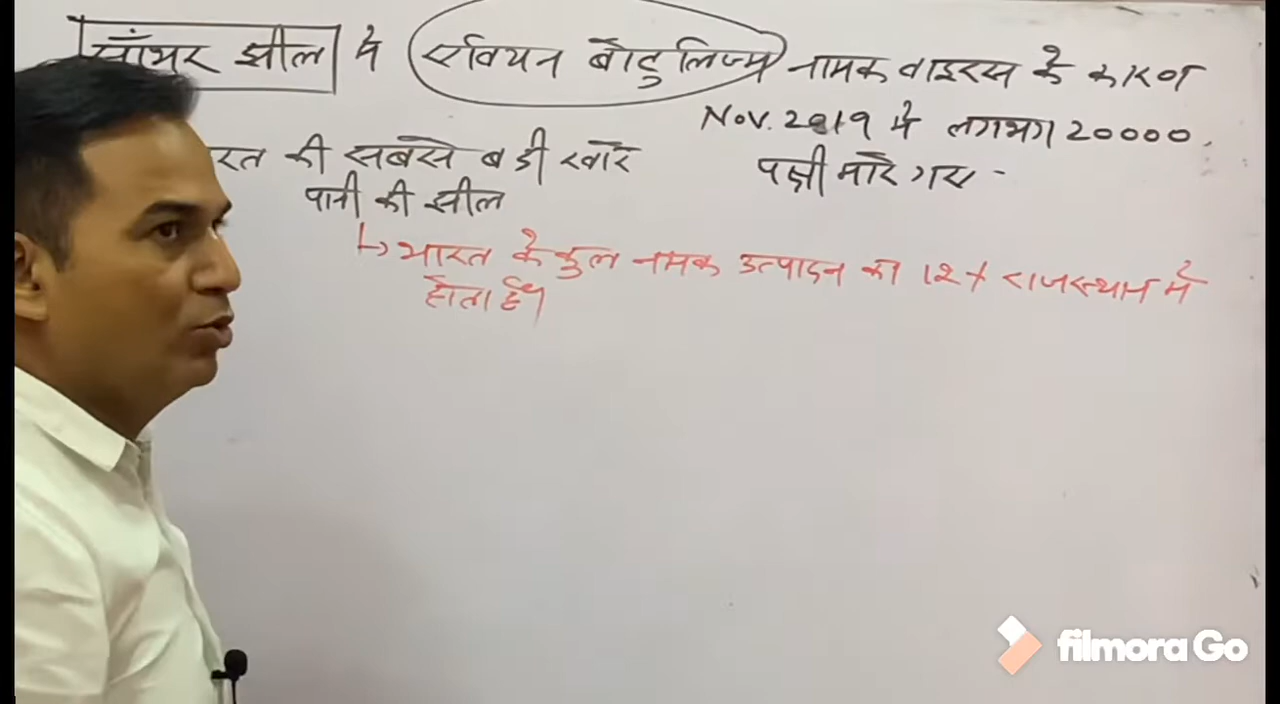 साँभर झील में एवियन बोटुलिज्म नामक वाइरस के कारण
Nov. 2019 में लगभग 20000.
पक्षी मारे गए
रत की सबसे बडी खारे
पानी की झील
↳ भारत के कुल नमक उत्पादन का 12% राजस्थान में
होता है।
filmora Go